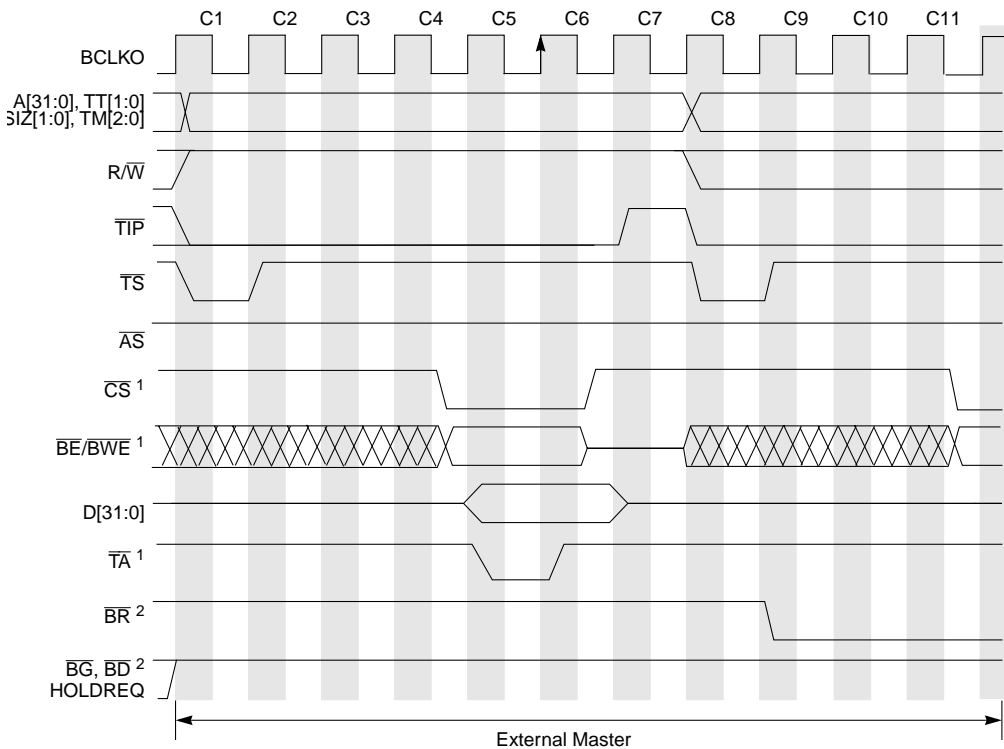 C1 C2 C3 C4 C5 C6 C7 C8 C9 C10 C11
BCLKO
A[31:0], TT[1:0]
SIZ[1:0], TM[2:0]
R/W
TIP
TS
AS
CS 1
BE/BWE 1
D[31:0]
TA 1
BR 2
BG, BD 2
HOLDREQ
External Master